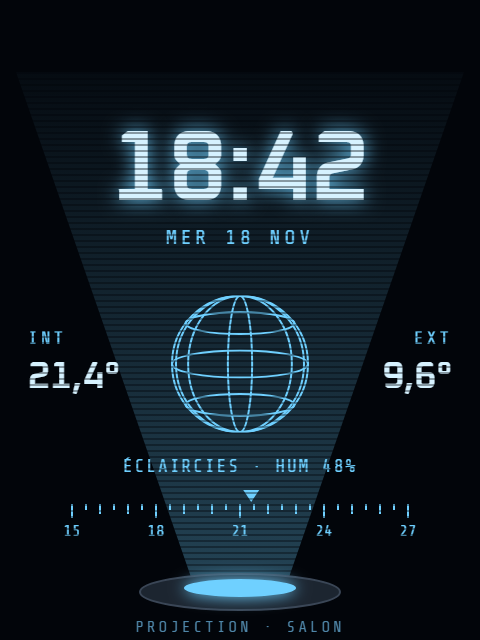 18:42
MER 18 NOV
INT
EXT
21,4°
9,6°
ÉCLAIRCIES · HUM 48%
15 18 21 24 27
PROJECTION · SALON